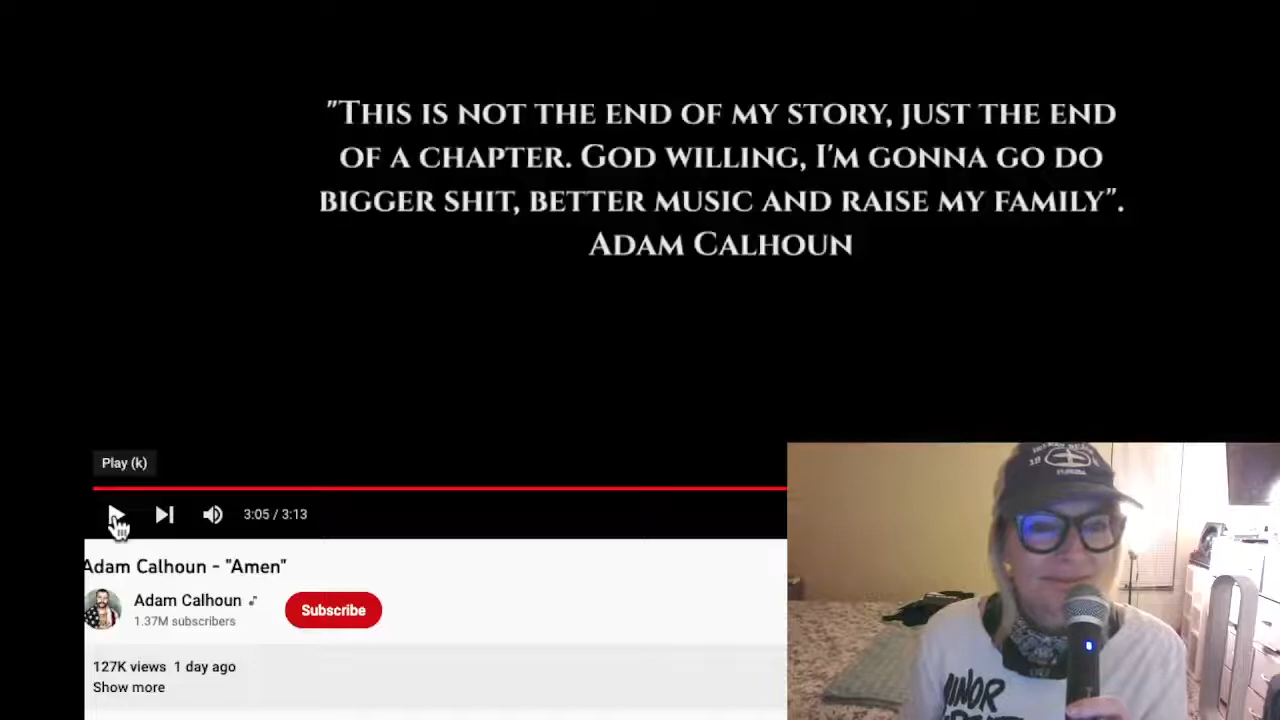 "This is not the end of my story, just the end
of a chapter. God willing, I'm gonna go do
bigger shit, better music and raise my family".
Adam Calhoun
Play (k)
3:05 / 3:13
Adam Calhoun - "Amen"
Adam Calhoun
1.37M subscribers
Subscribe
127K views 1 day ago
Show more
MINOR